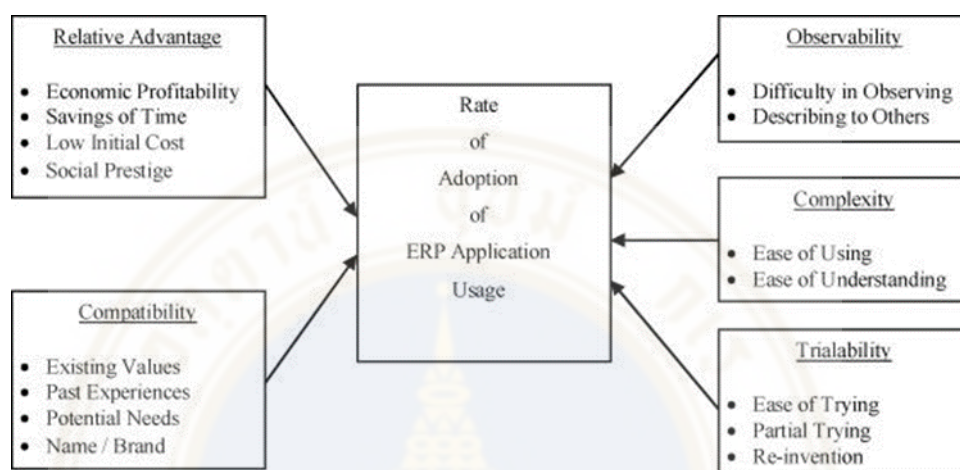 Relative Advantage
• Economic Profitability
• Savings of Time
• Low Initial Cost
• Social Prestige
Compatibility
• Existing Values
• Past Experiences
• Potential Needs
• Name / Brand
Rate
of
Adoption
of
ERP Application
Usage
Observability
• Difficulty in Observing
• Describing to Others
Complexity
• Ease of Using
• Ease of Understanding
Trialability
• Ease of Trying
• Partial Trying
• Re-invention